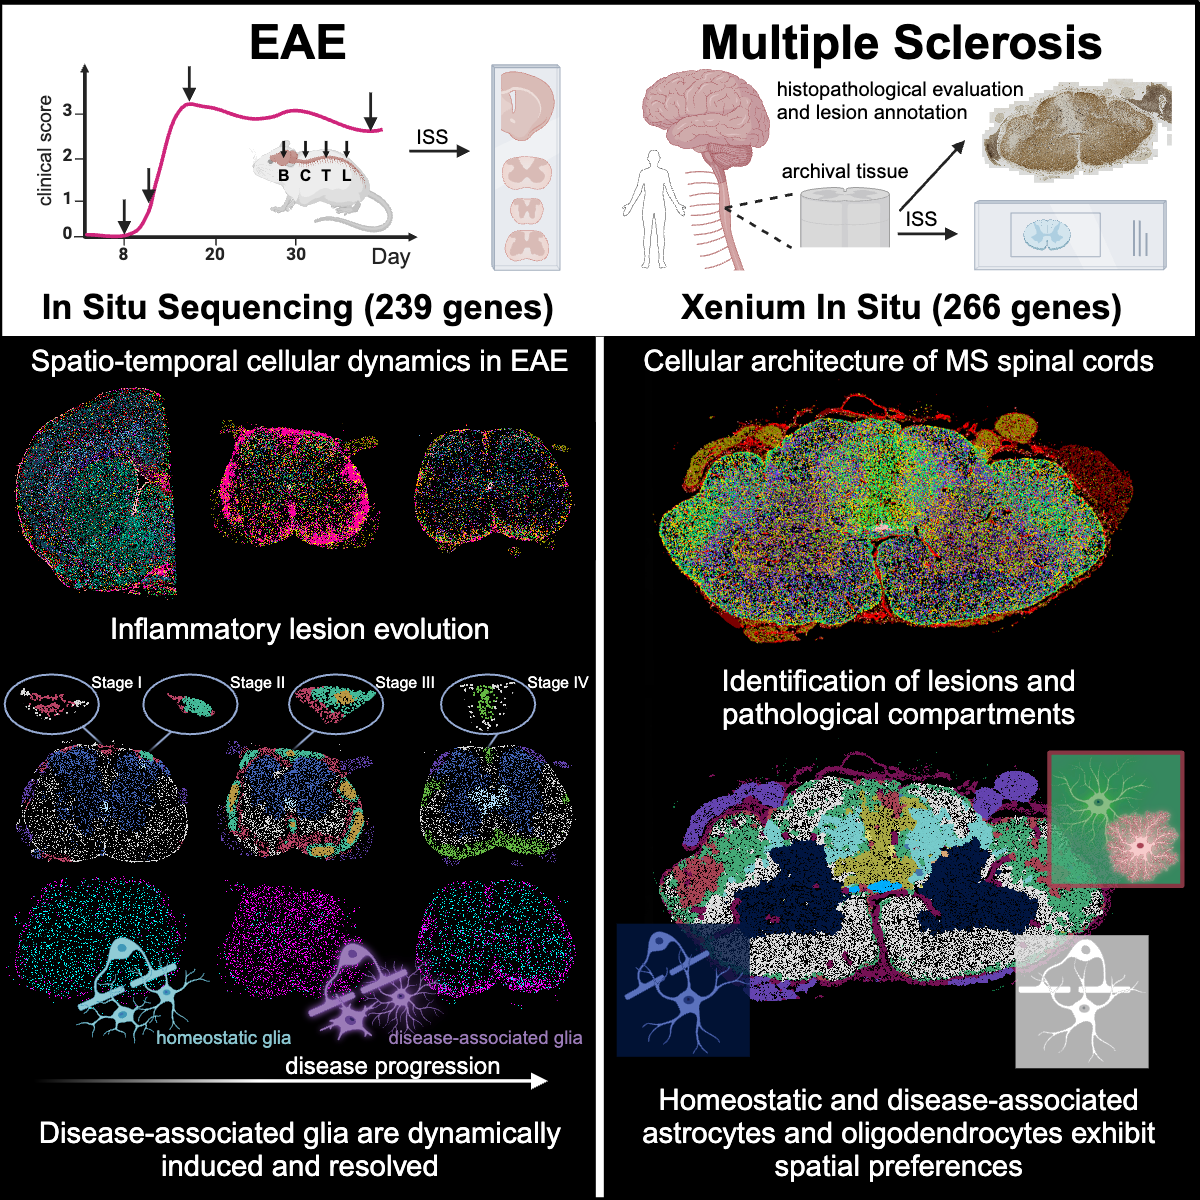 EAE
clinical score
3
2
1
0
8
20
30
Day
B C T L
ISS
In Situ Sequencing (239 genes)
Multiple Sclerosis
histopathological evaluation
and lesion annotation
archival tissue
ISS
Xenium In Situ (266 genes)
Spatio-temporal cellular dynamics in EAE
Inflammatory lesion evolution
Stage I
Stage II
Stage III
Stage IV
homeostatic glia
disease-associated glia
disease progression
Disease-associated glia are dynamically
induced and resolved
Cellular architecture of MS spinal cords
Identification of lesions and
pathological compartments
Homeostatic and disease-associated
astrocytes and oligodendrocytes exhibit
spatial preferences